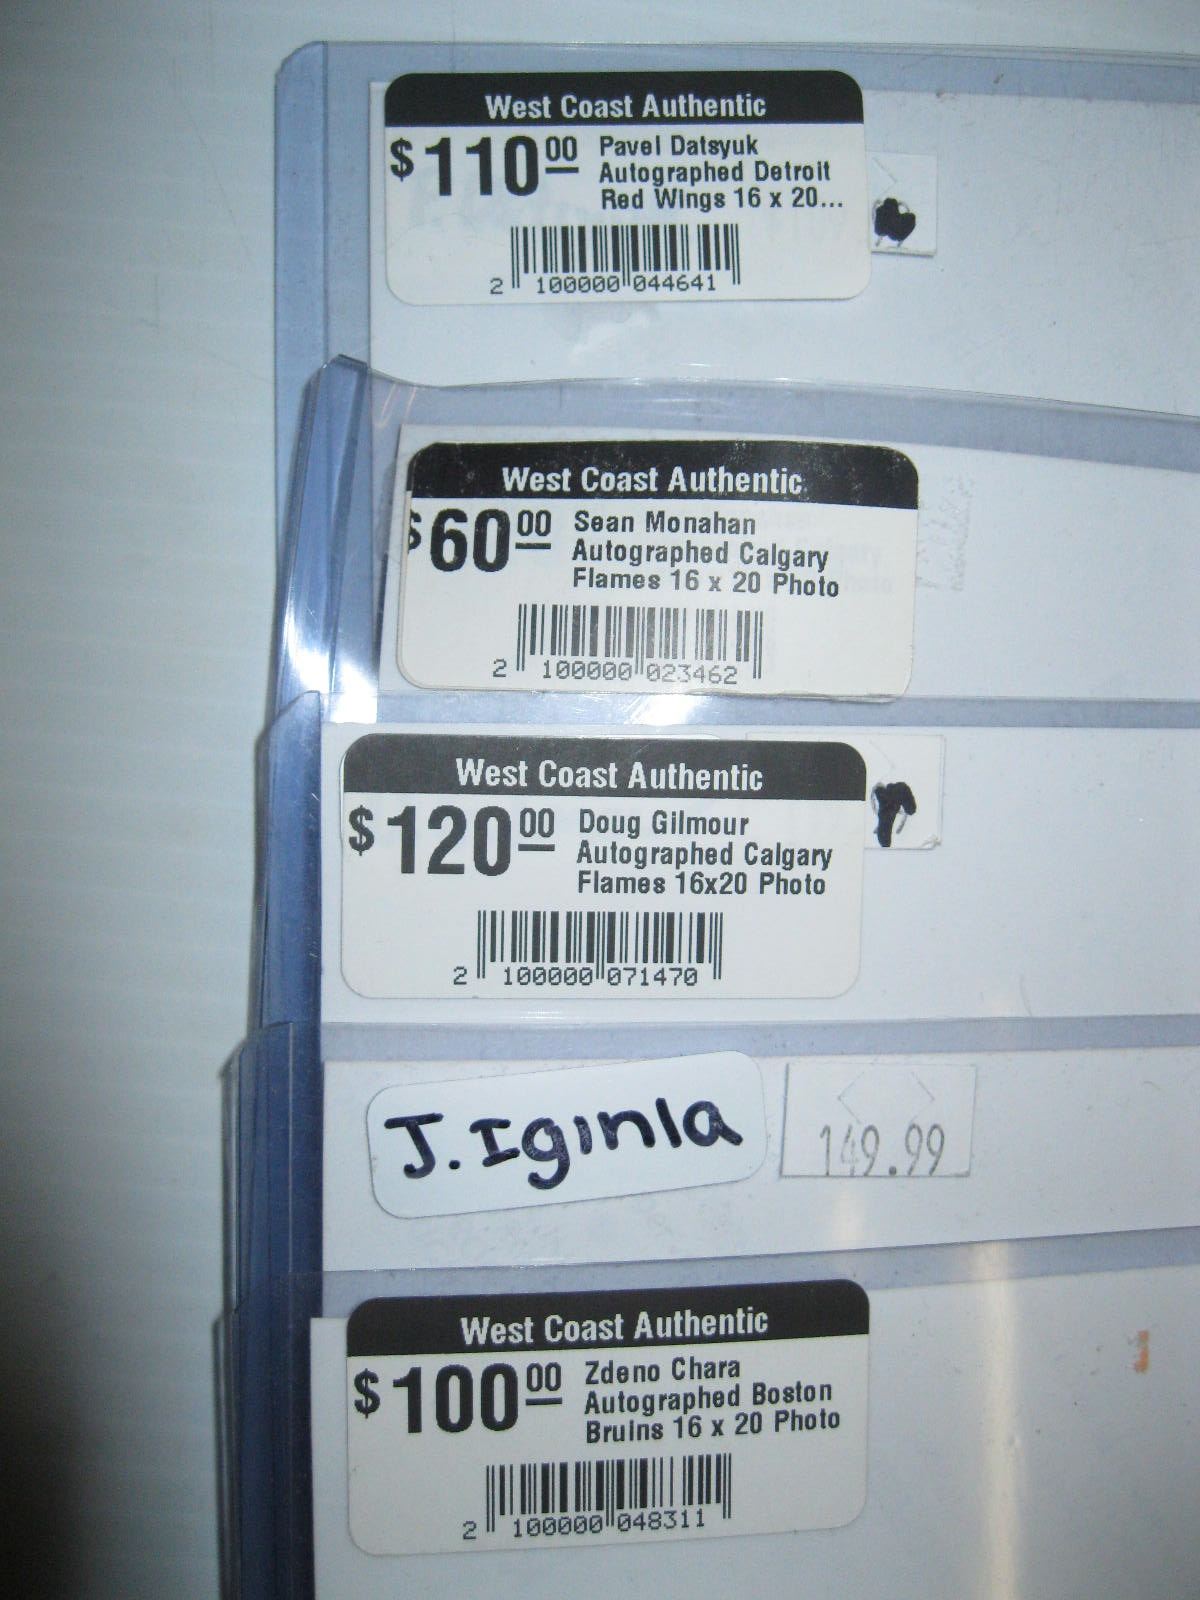 West Coast Authentic
$110 00 Pavel Datsyuk
Autographed Detroit
Red Wings 16 x 20...
2 100000 044641
West Coast Authentic
$60 00 Sean Monahan
Autographed Calgary
Flames 16 x 20 Photo
2 100000 023462
West Coast Authentic
$120 00 Doug Gilmour
Autographed Calgary
Flames 16x20 Photo
2 100000 071470
J. Iginla
149.99
West Coast Authentic
$100 00 Zdeno Chara
Autographed Boston
Bruins 16 x 20 Photo
2 100000 048311